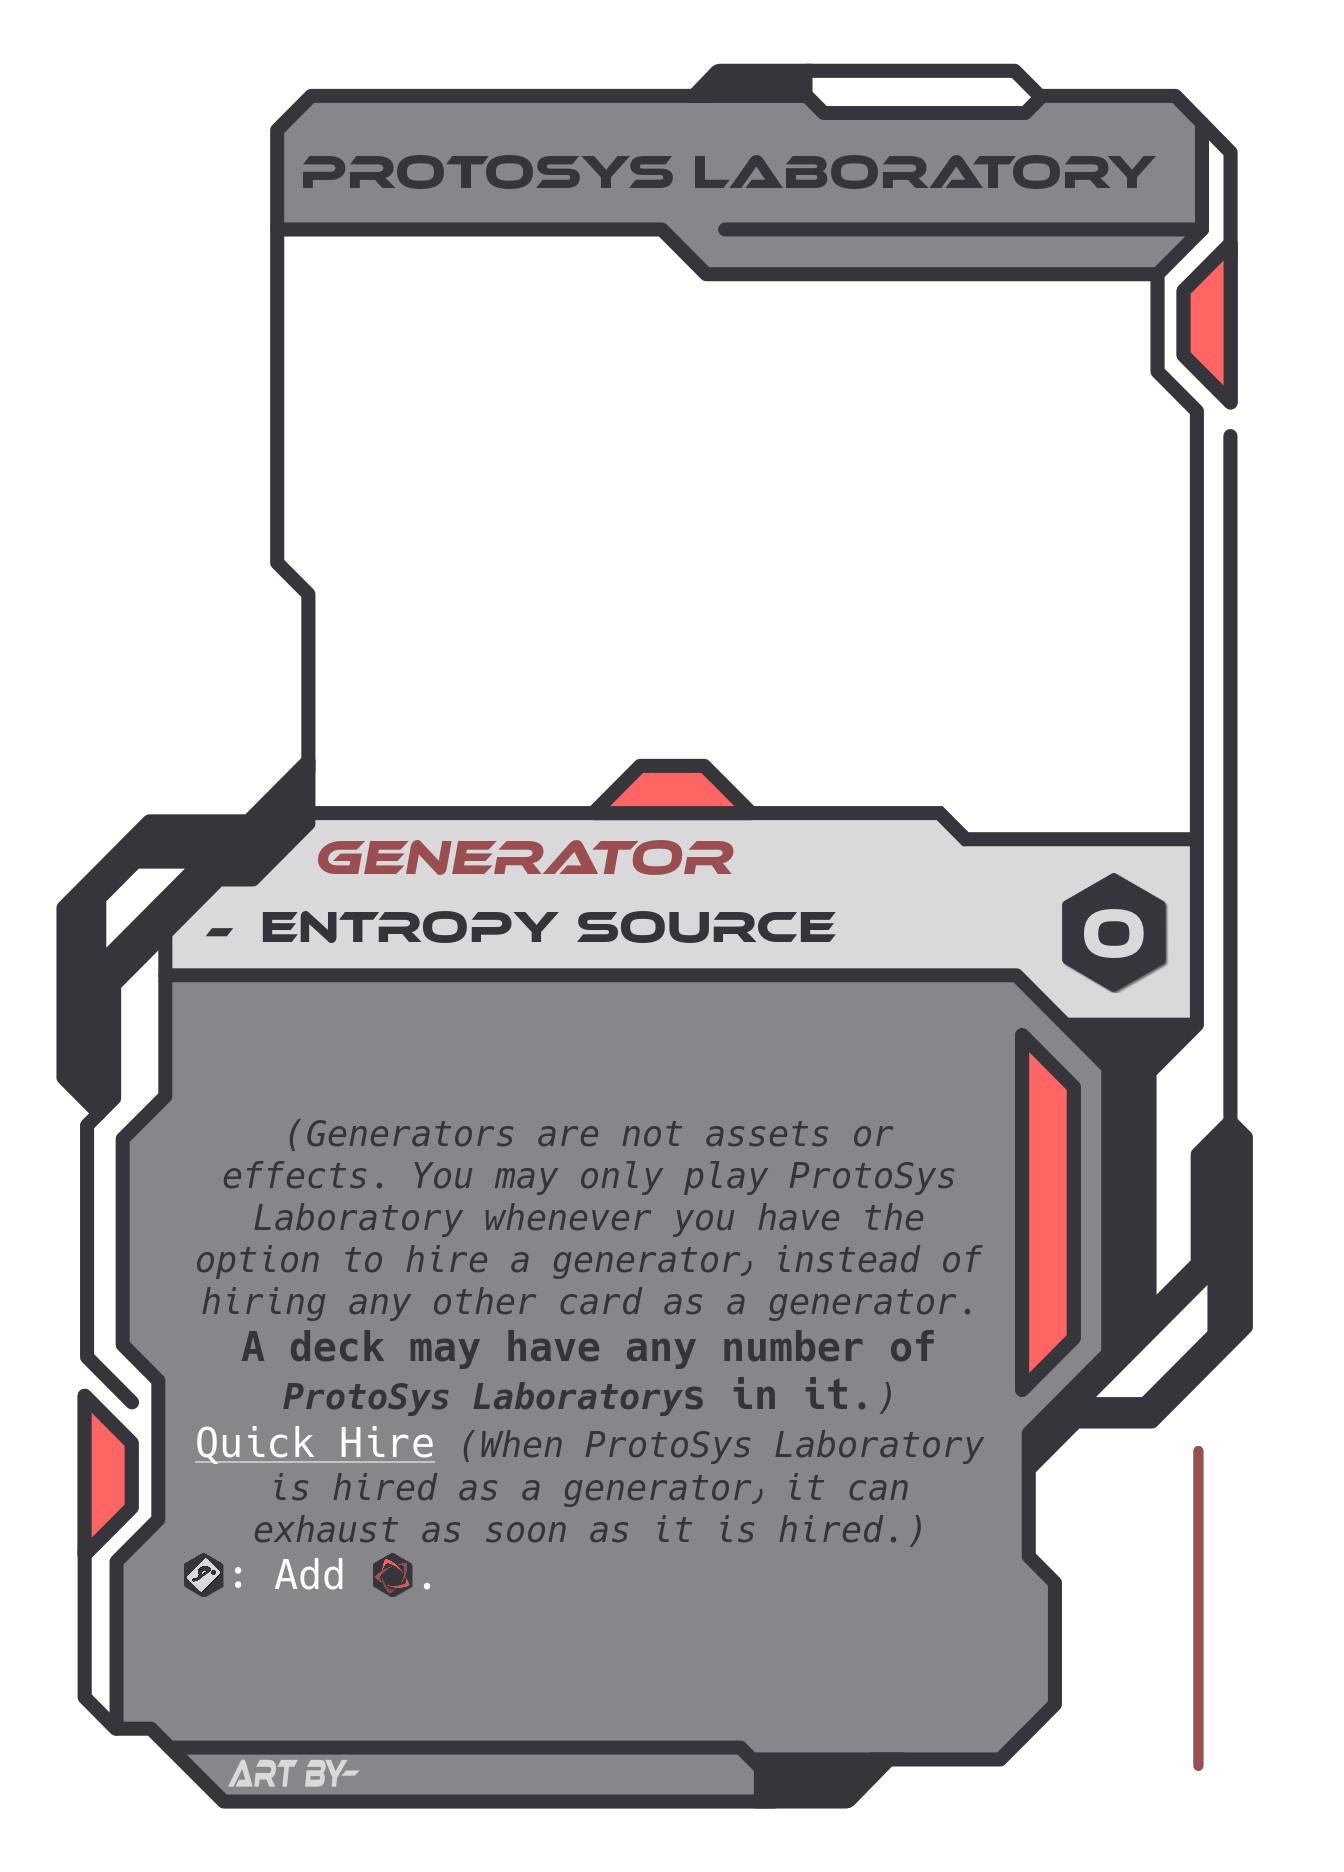 PROTOSYS LABORATORY
GENERATOR
- ENTROPY SOURCE
0
(Generators are not assets or
effects. You may only play ProtoSys
Laboratory whenever you have the
option to hire a generator, instead of
hiring any other card as a generator.
A deck may have any number of
ProtoSys Laboratorys in it.)
Quick Hire (When ProtoSys Laboratory
is hired as a generator, it can
exhaust as soon as it is hired.)
: Add .
ART BY-